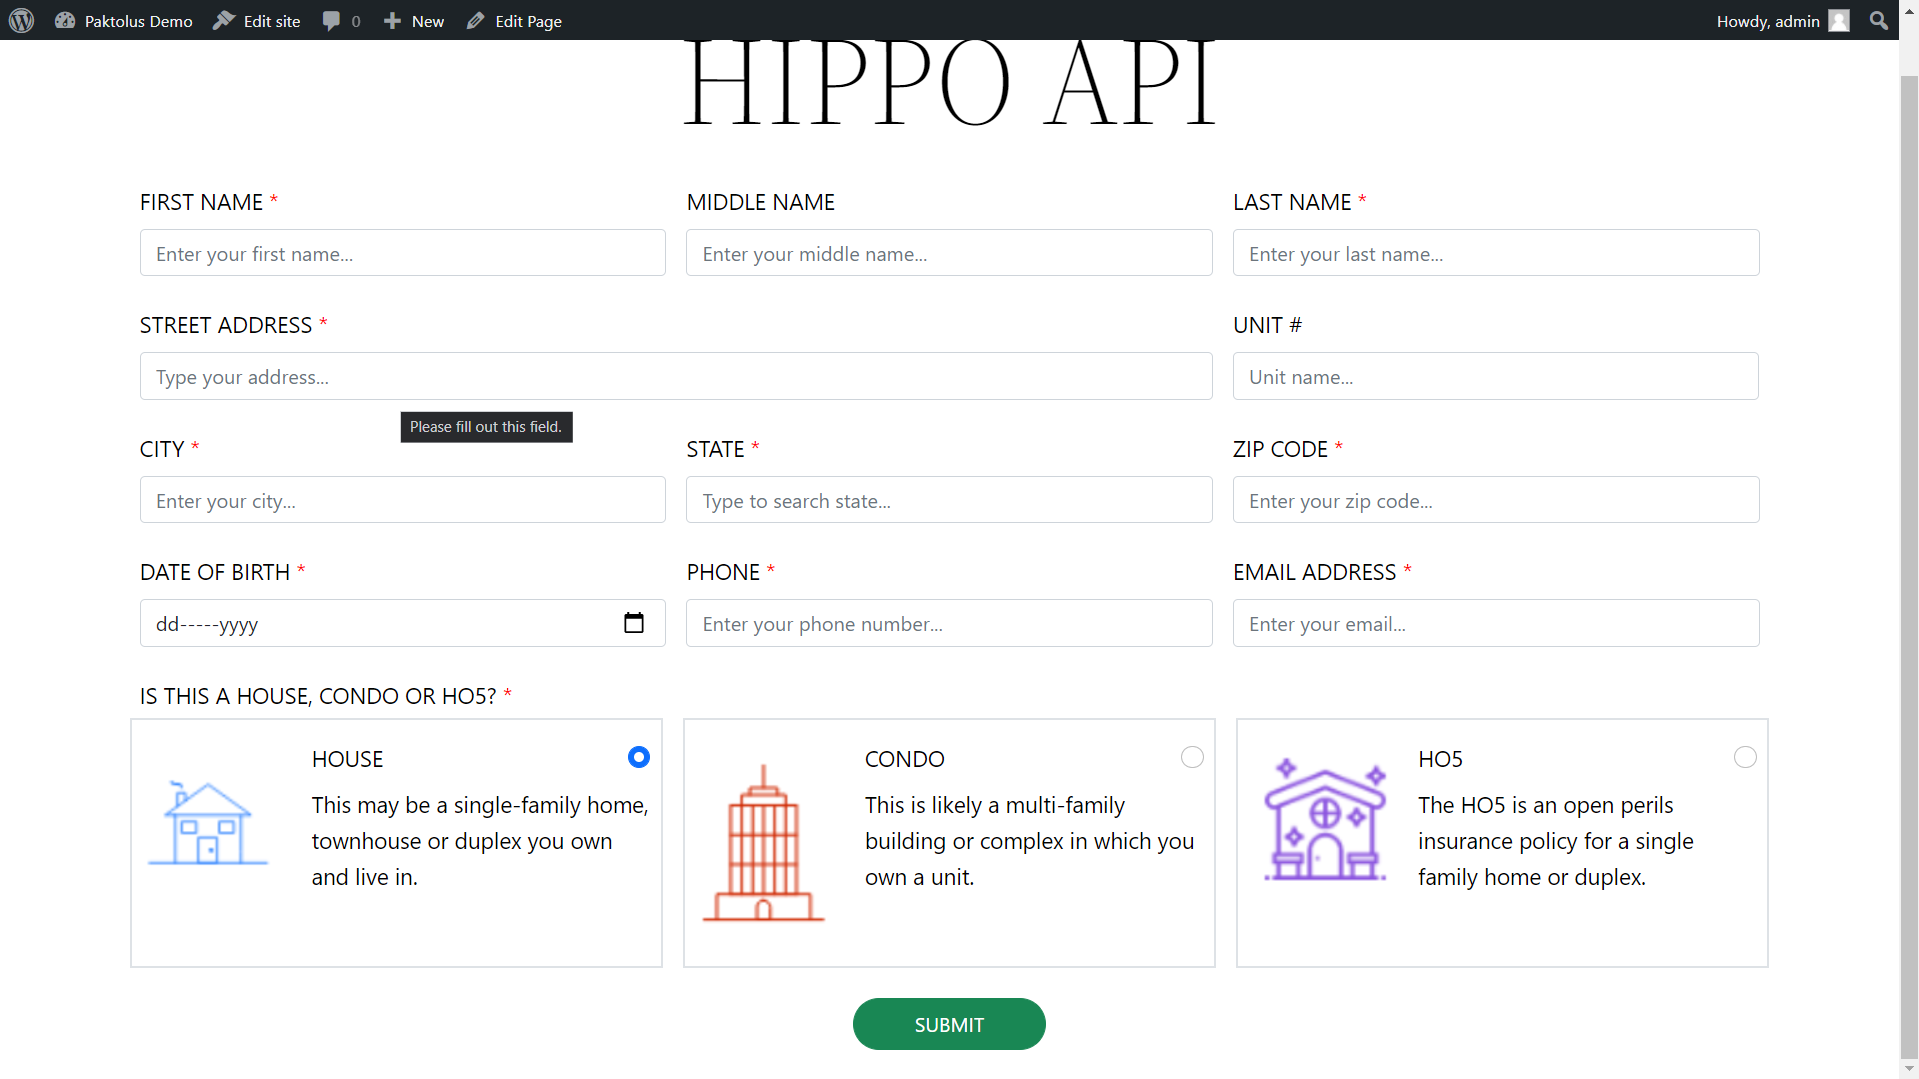 Paktolus Demo Edit site 0 New Edit Page Howdy, admin
HIPPO API
FIRST NAME * MIDDLE NAME LAST NAME *
Enter your first name... Enter your middle name... Enter your last name...
STREET ADDRESS * UNIT #
Type your address... Unit name...
Please fill out this field.
CITY * STATE * ZIP CODE *
Enter your city... Type to search state... Enter your zip code...
DATE OF BIRTH * PHONE * EMAIL ADDRESS *
dd-----yyyy Enter your phone number... Enter your email...
IS THIS A HOUSE, CONDO OR HO5? *
HOUSE
This may be a single-family home,
townhouse or duplex you own
and live in.
CONDO
This is likely a multi-family
building or complex in which you
own a unit.
HO5
The HO5 is an open perils
insurance policy for a single
family home or duplex.
SUBMIT